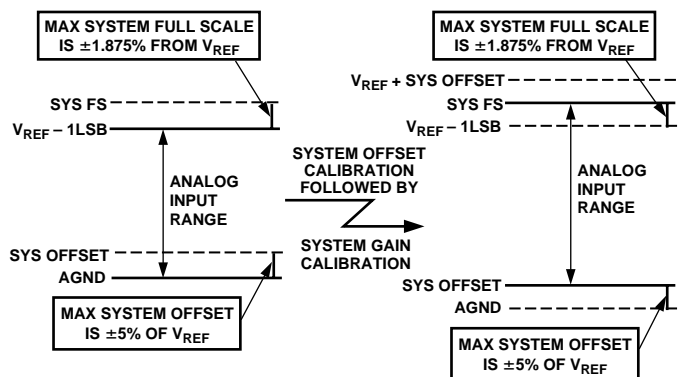 MAX SYSTEM FULL SCALE
IS ±1.875% FROM VREF
SYS FS
VREF – 1LSB
ANALOG
INPUT
RANGE
SYS OFFSET
AGND
MAX SYSTEM OFFSET
IS ±5% OF VREF
SYSTEM OFFSET
CALIBRATION
FOLLOWED BY
SYSTEM GAIN
CALIBRATION
MAX SYSTEM FULL SCALE
IS ±1.875% FROM VREF
VREF + SYS OFFSET
SYS FS
VREF – 1LSB
ANALOG
INPUT
RANGE
SYS OFFSET
AGND
MAX SYSTEM OFFSET
IS ±5% OF VREF